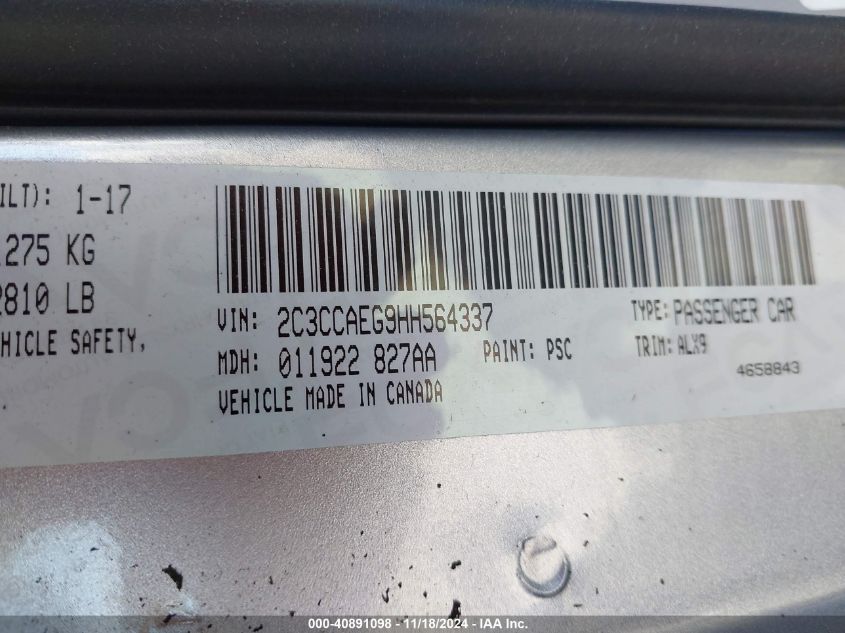 ILT): 1-17
1275 KG
2810 LB
HICLE SAFETY,
VIN: 2C3CCAEG9HH564337
TYPE: PASSENGER CAR
MDH: 011922 827AA
PAINT: PSC
TRIM: ALX9
4658843
VEHICLE MADE IN CANADA
000-40891098 - 11/18/2024 - IAA Inc.